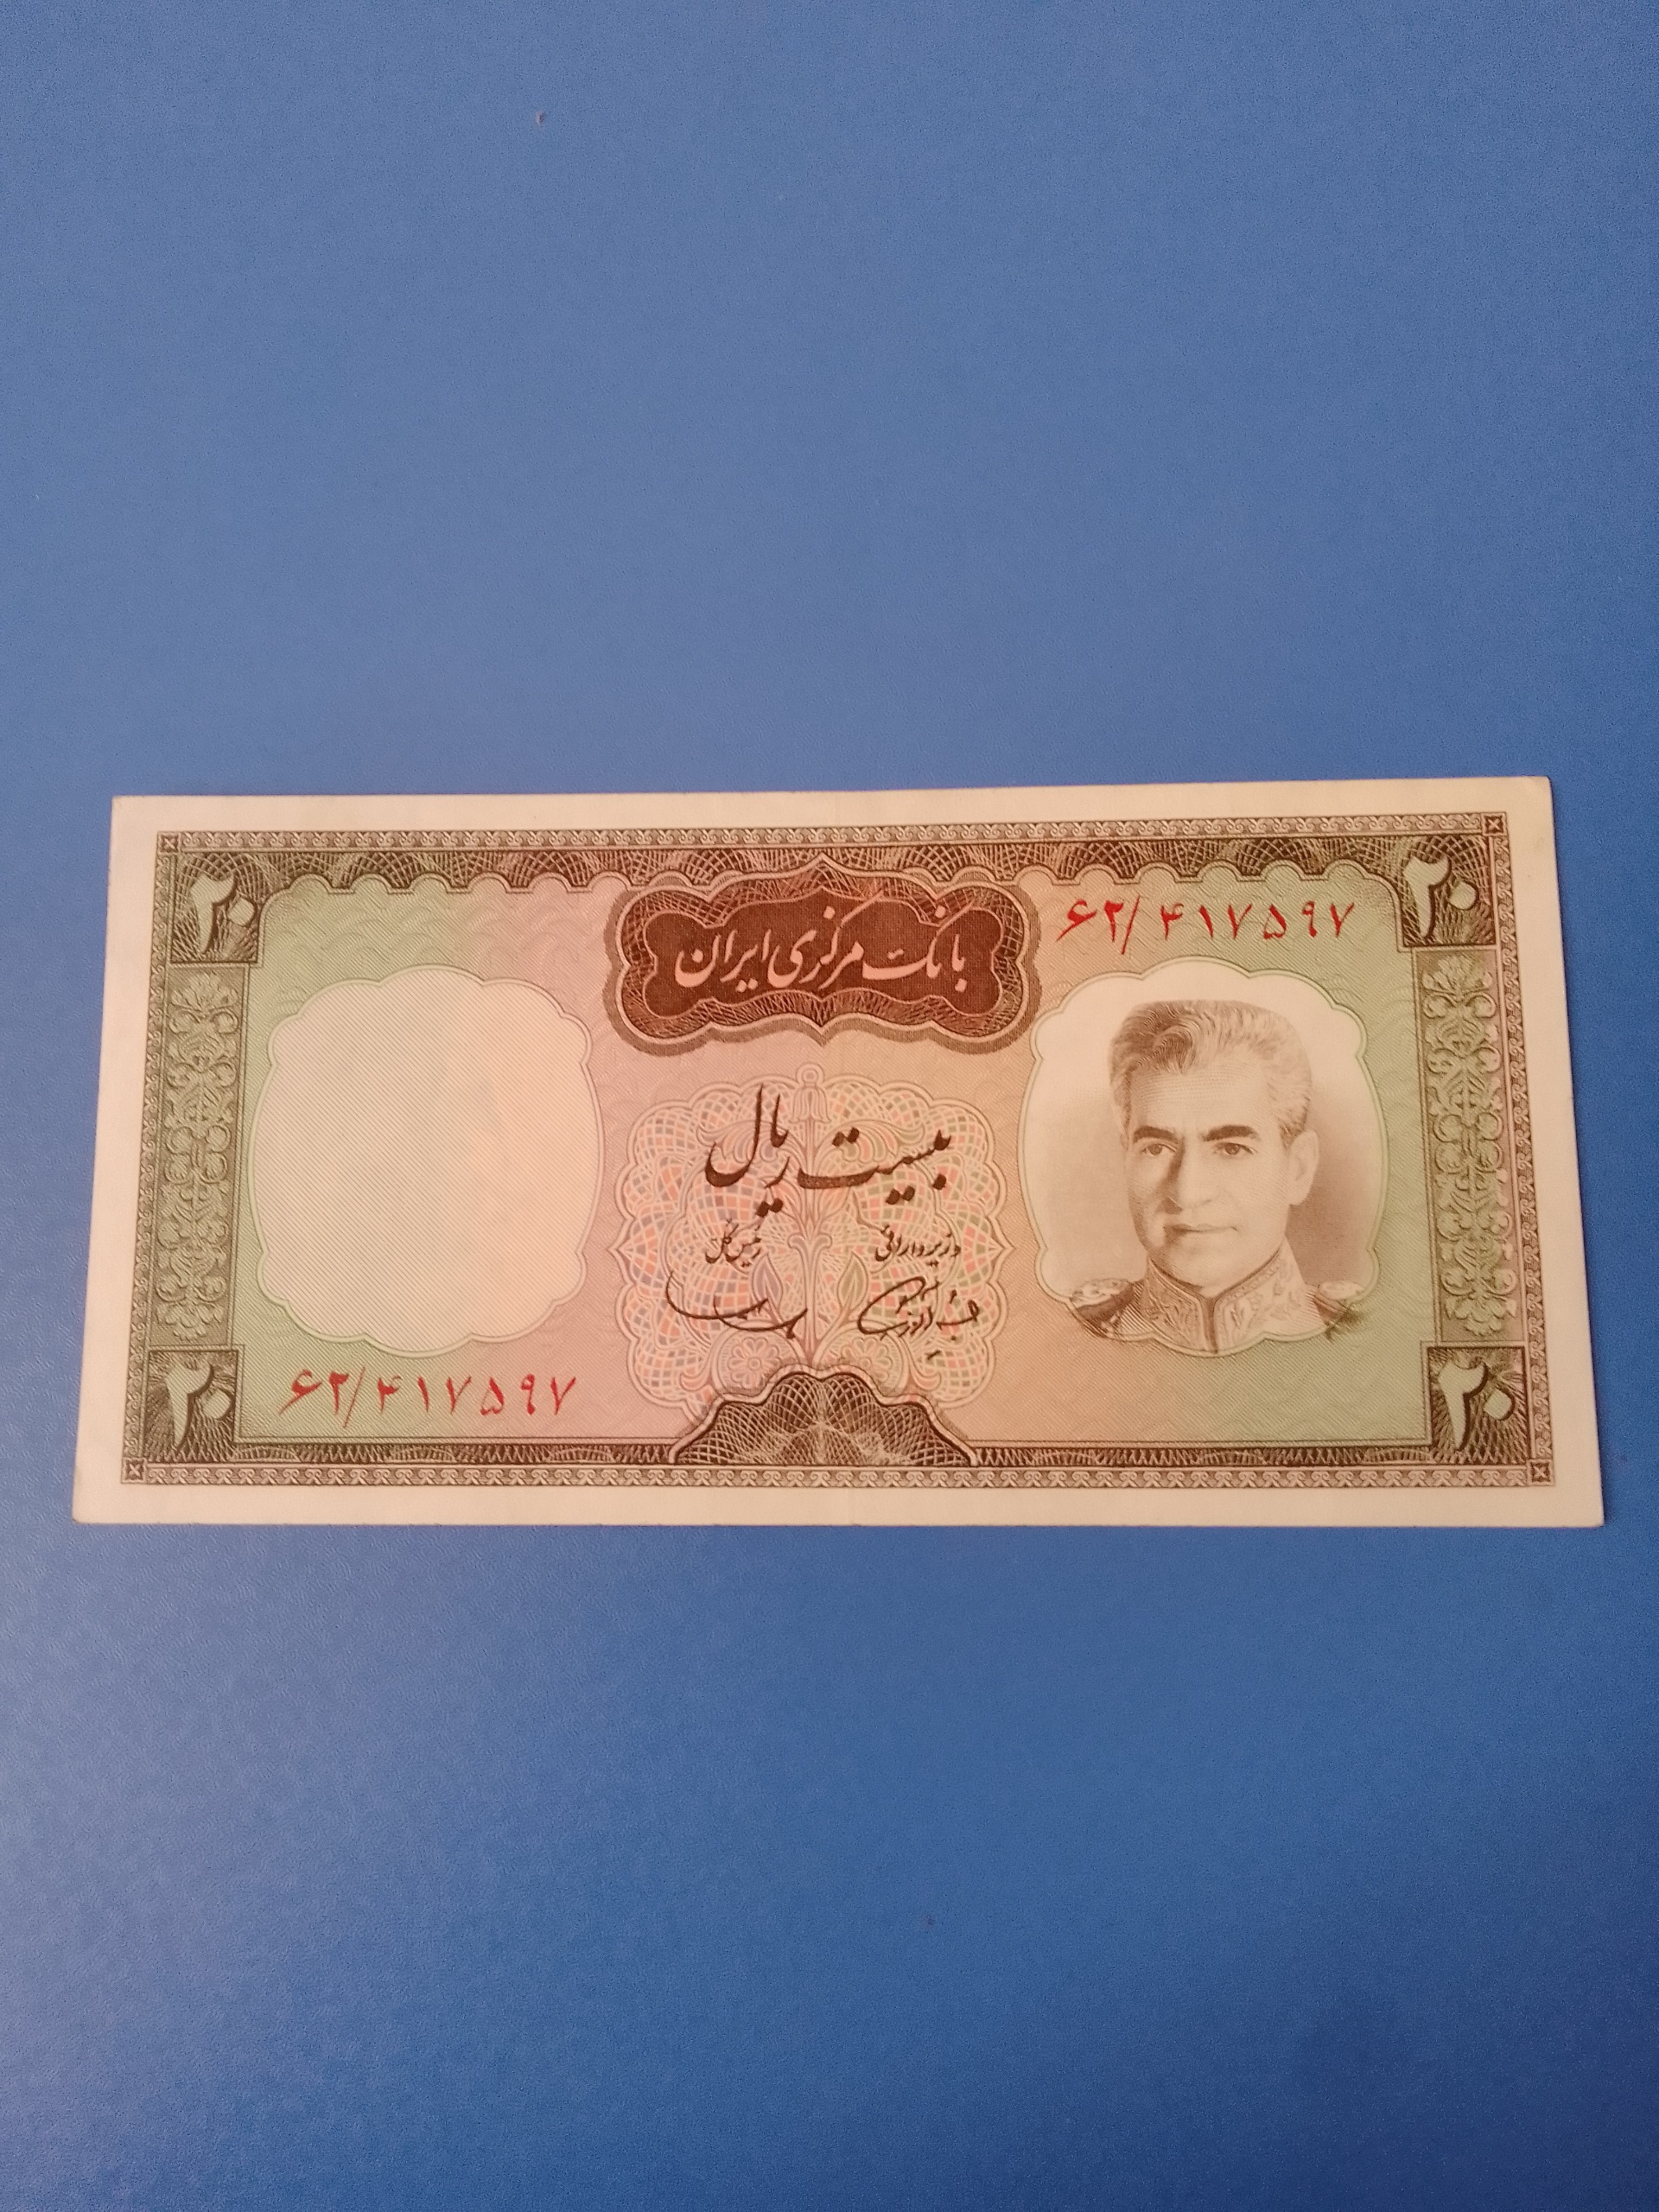 ۲۰
۲۰
بانک مرکزی ایران
۶۲/۴۱۷۵۹۷
بیست ریال
وزیر دارائی
رئیس کل
۶۲/۴۱۷۵۹۷
۲۰
۲۰